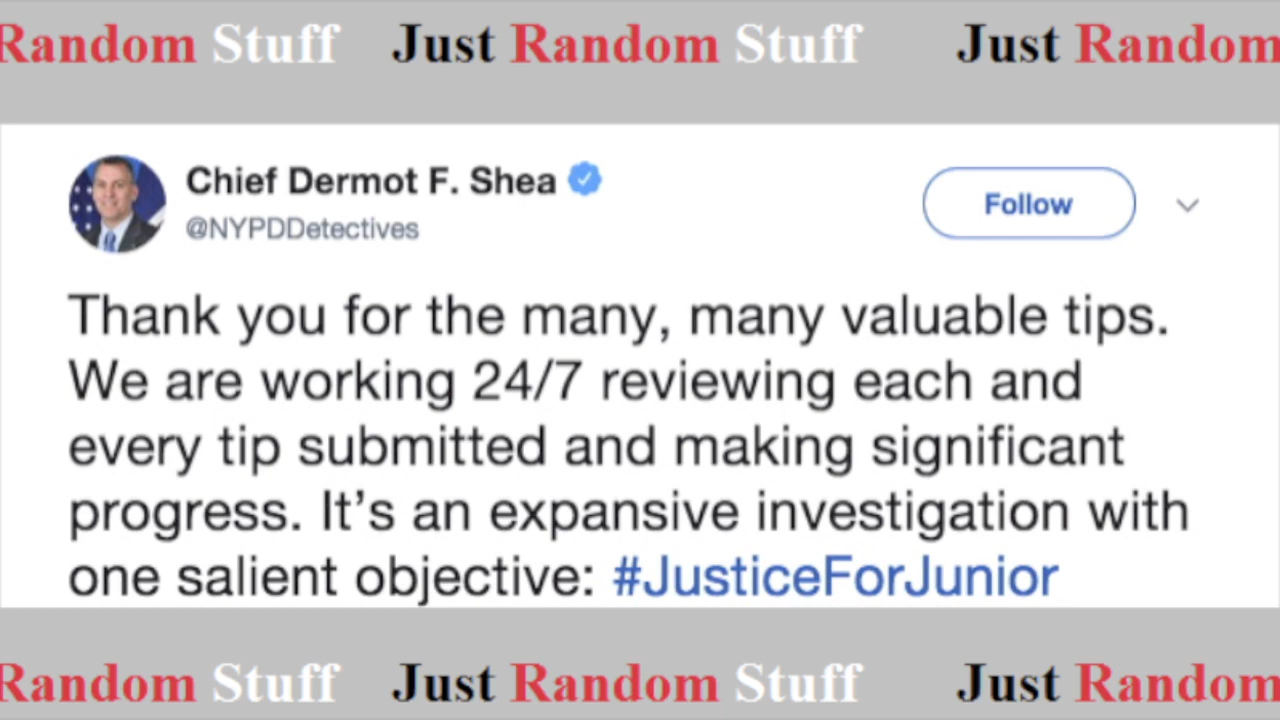 Random Stuff Just Random Stuff Just Random
Chief Dermot F. Shea
@NYPDDetectives
Follow
Thank you for the many, many valuable tips.
We are working 24/7 reviewing each and
every tip submitted and making significant
progress. It's an expansive investigation with
one salient objective: #JusticeForJunior
Random Stuff Just Random Stuff Just Random